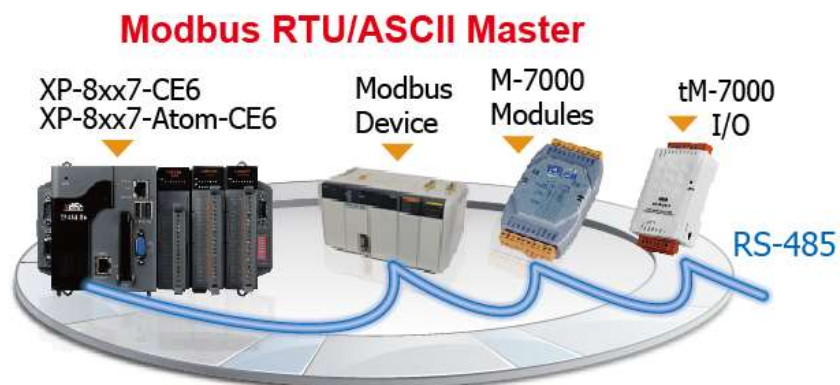 Modbus RTU/ASCII Master
XP-8xx7-CE6
XP-8xx7-Atom-CE6
Modbus
Device
M-7000
Modules
tM-7000
I/O
RS-485